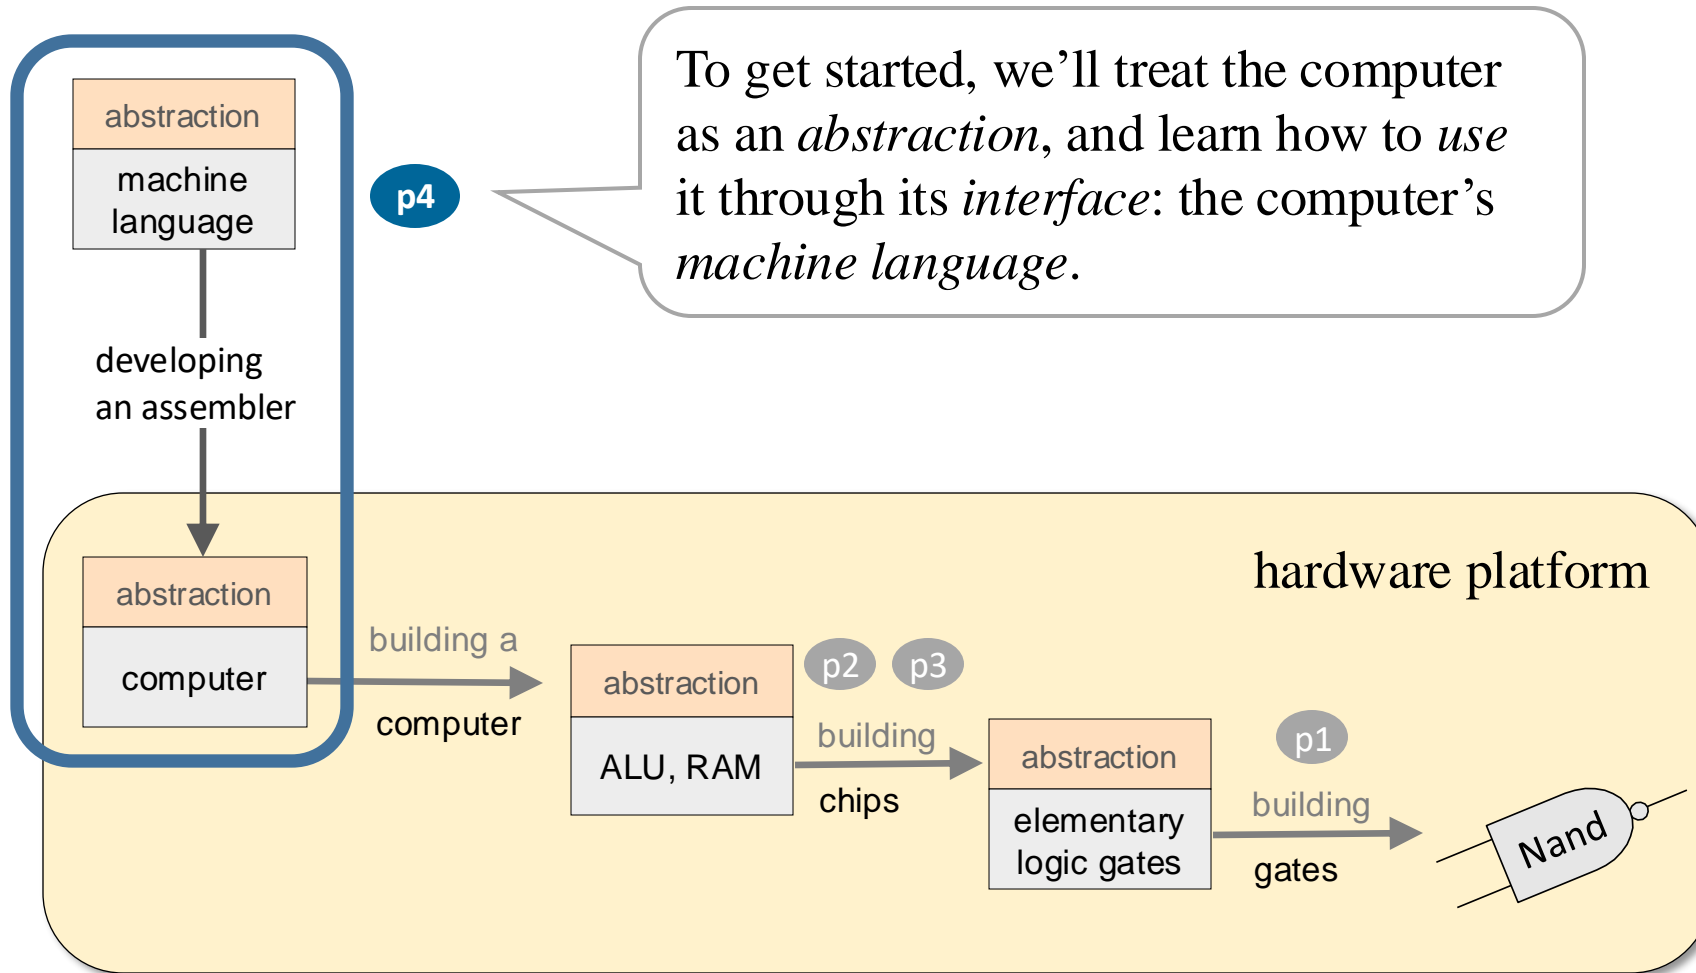 abstraction
machine
language
p4
To get started, we’ll treat the computer
as an abstraction, and learn how to use
it through its interface: the computer’s
machine language.
developing
an assembler
hardware platform
abstraction
computer
building a
computer
abstraction
ALU, RAM
p2
p3
building
chips
abstraction
elementary
logic gates
p1
building
gates
Nand